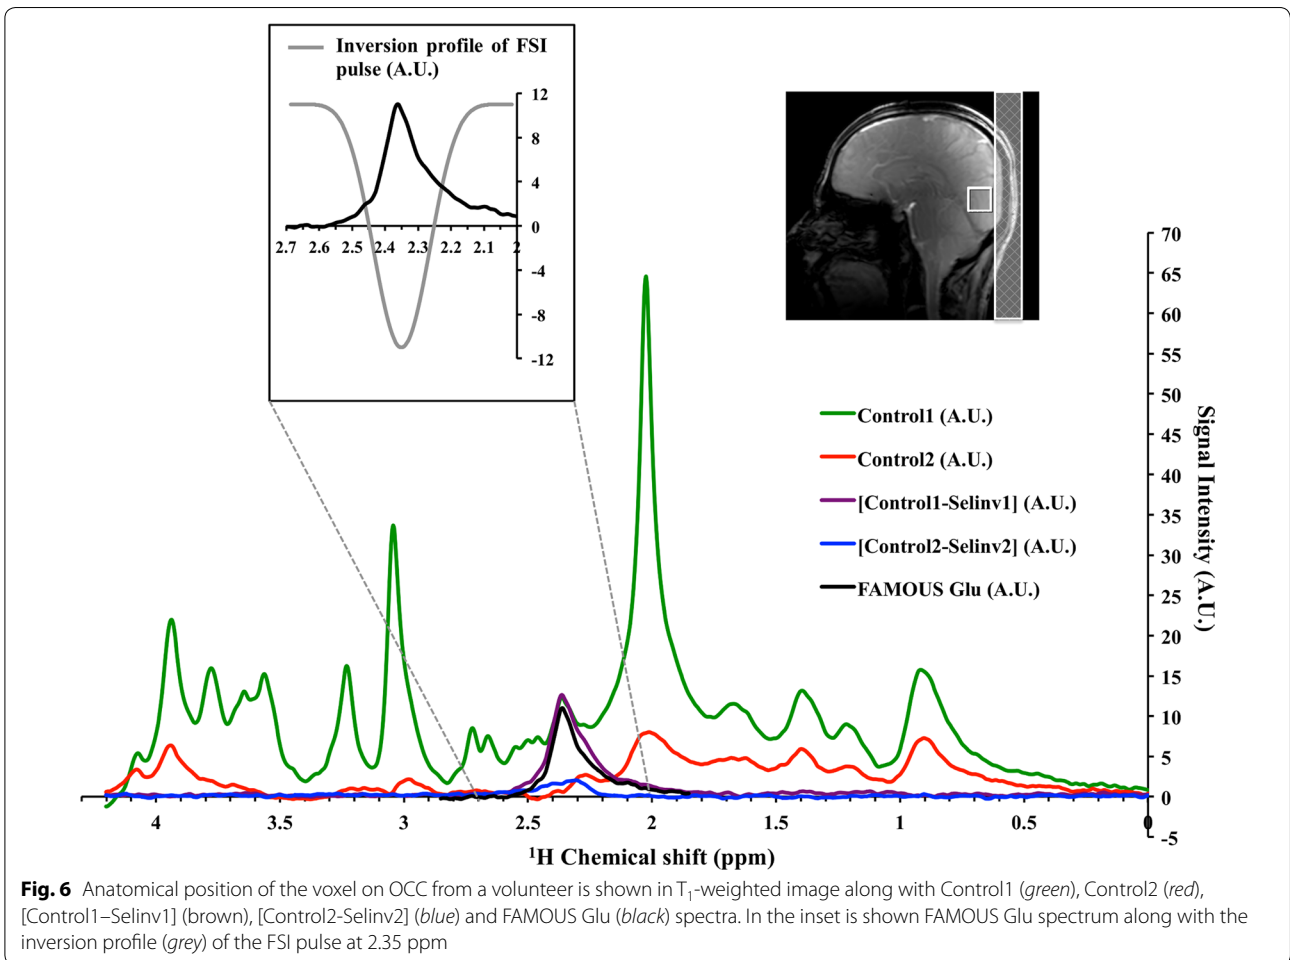 Inversion profile of FSI
pulse (A.U.)
12
8
4
0
2.7 2.6 2.5 2.4 2.3 2.2 2.1 2
-4
-8
-12
70
65
60
55
50
45
40
35
30
25
20
15
10
5
0
-5
Signal Intensity (A.U.)
Control1 (A.U.)
Control2 (A.U.)
[Control1-Selinv1] (A.U.)
[Control2-Selinv2] (A.U.)
FAMOUS Glu (A.U.)
4 3.5 3 2.5 2 1.5 1 0.5 0
¹H Chemical shift (ppm)
Fig. 6 Anatomical position of the voxel on OCC from a volunteer is shown in T₁-weighted image along with Control1 (green), Control2 (red),
[Control1–Selinv1] (brown), [Control2-Selinv2] (blue) and FAMOUS Glu (black) spectra. In the inset is shown FAMOUS Glu spectrum along with the
inversion profile (grey) of the FSI pulse at 2.35 ppm